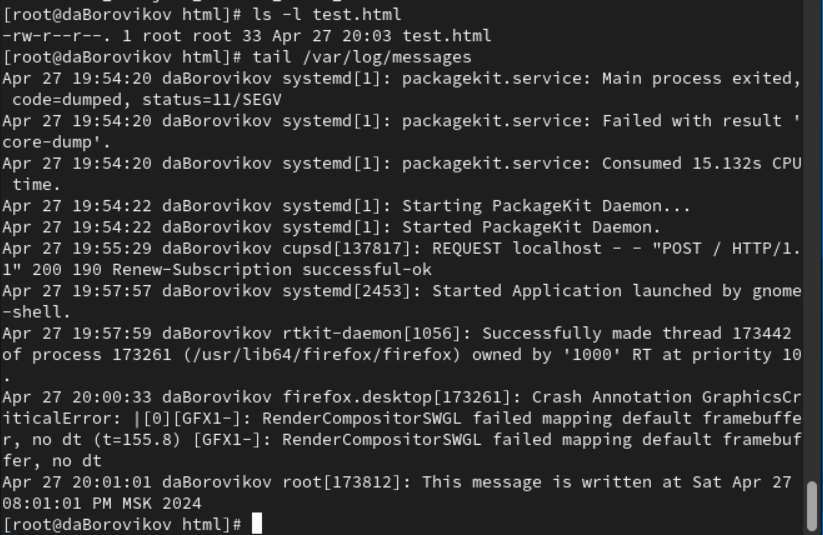 [root@daBorovikov html]# ls -l test.html
-rw-r--r--. 1 root root 33 Apr 27 20:03 test.html
[root@daBorovikov html]# tail /var/log/messages
Apr 27 19:54:20 daBorovikov systemd[1]: packagekit.service: Main process exited,
 code=dumped, status=11/SEGV
Apr 27 19:54:20 daBorovikov systemd[1]: packagekit.service: Failed with result '
core-dump'.
Apr 27 19:54:20 daBorovikov systemd[1]: packagekit.service: Consumed 15.132s CPU
 time.
Apr 27 19:54:22 daBorovikov systemd[1]: Starting PackageKit Daemon...
Apr 27 19:54:22 daBorovikov systemd[1]: Started PackageKit Daemon.
Apr 27 19:55:29 daBorovikov cupsd[137817]: REQUEST localhost - - "POST / HTTP/1.
1" 200 190 Renew-Subscription successful-ok
Apr 27 19:57:57 daBorovikov systemd[2453]: Started Application launched by gnome
-shell.
Apr 27 19:57:59 daBorovikov rtkit-daemon[1056]: Successfully made thread 173442
of process 173261 (/usr/lib64/firefox/firefox) owned by '1000' RT at priority 10
.
Apr 27 20:00:33 daBorovikov firefox.desktop[173261]: Crash Annotation GraphicsCr
iticalError: |[0][GFX1-]: RenderCompositorSWGL failed mapping default framebuffe
r, no dt (t=155.8) [GFX1-]: RenderCompositorSWGL failed mapping default framebuf
fer, no dt
Apr 27 20:01:01 daBorovikov root[173812]: This message is written at Sat Apr 27
08:01:01 PM MSK 2024
[root@daBorovikov html]#